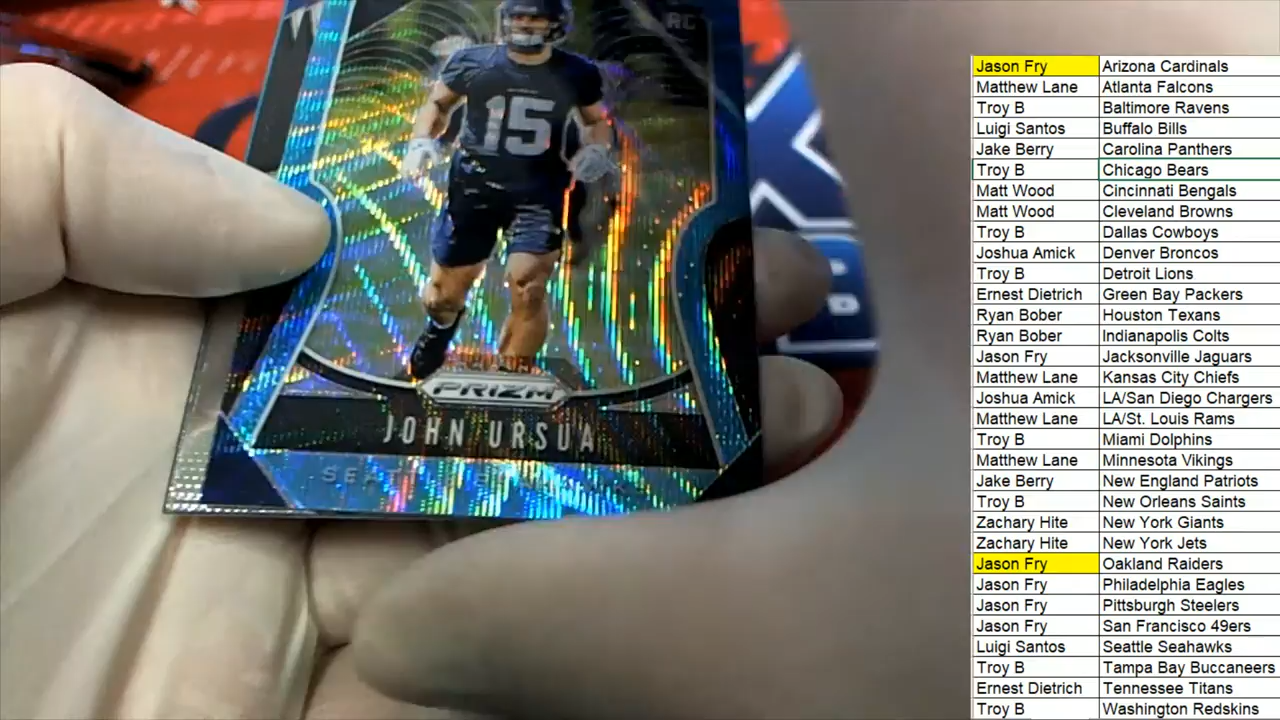 RC
15
PRIZM
JOHN URSUA
Jason Fry Arizona Cardinals
Matthew Lane Atlanta Falcons
Troy B Baltimore Ravens
Luigi Santos Buffalo Bills
Jake Berry Carolina Panthers
Troy B Chicago Bears
Matt Wood Cincinnati Bengals
Matt Wood Cleveland Browns
Troy B Dallas Cowboys
Joshua Amick Denver Broncos
Troy B Detroit Lions
Ernest Dietrich Green Bay Packers
Ryan Bober Houston Texans
Ryan Bober Indianapolis Colts
Jason Fry Jacksonville Jaguars
Matthew Lane Kansas City Chiefs
Joshua Amick LA/San Diego Chargers
Matthew Lane LA/St. Louis Rams
Troy B Miami Dolphins
Matthew Lane Minnesota Vikings
Jake Berry New England Patriots
Troy B New Orleans Saints
Zachary Hite New York Giants
Zachary Hite New York Jets
Jason Fry Oakland Raiders
Jason Fry Philadelphia Eagles
Jason Fry Pittsburgh Steelers
Jason Fry San Francisco 49ers
Luigi Santos Seattle Seahawks
Troy B Tampa Bay Buccaneers
Ernest Dietrich Tennessee Titans
Troy B Washington Redskins